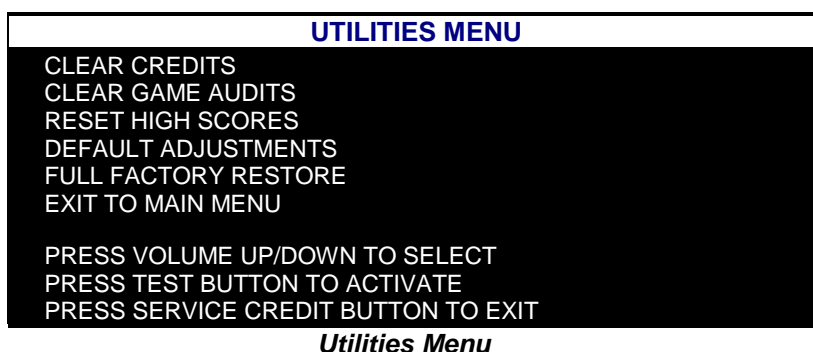 UTILITIES MENU
CLEAR CREDITS
CLEAR GAME AUDITS
RESET HIGH SCORES
DEFAULT ADJUSTMENTS
FULL FACTORY RESTORE
EXIT TO MAIN MENU
PRESS VOLUME UP/DOWN TO SELECT
PRESS TEST BUTTON TO ACTIVATE
PRESS SERVICE CREDIT BUTTON TO EXIT
Utilities Menu